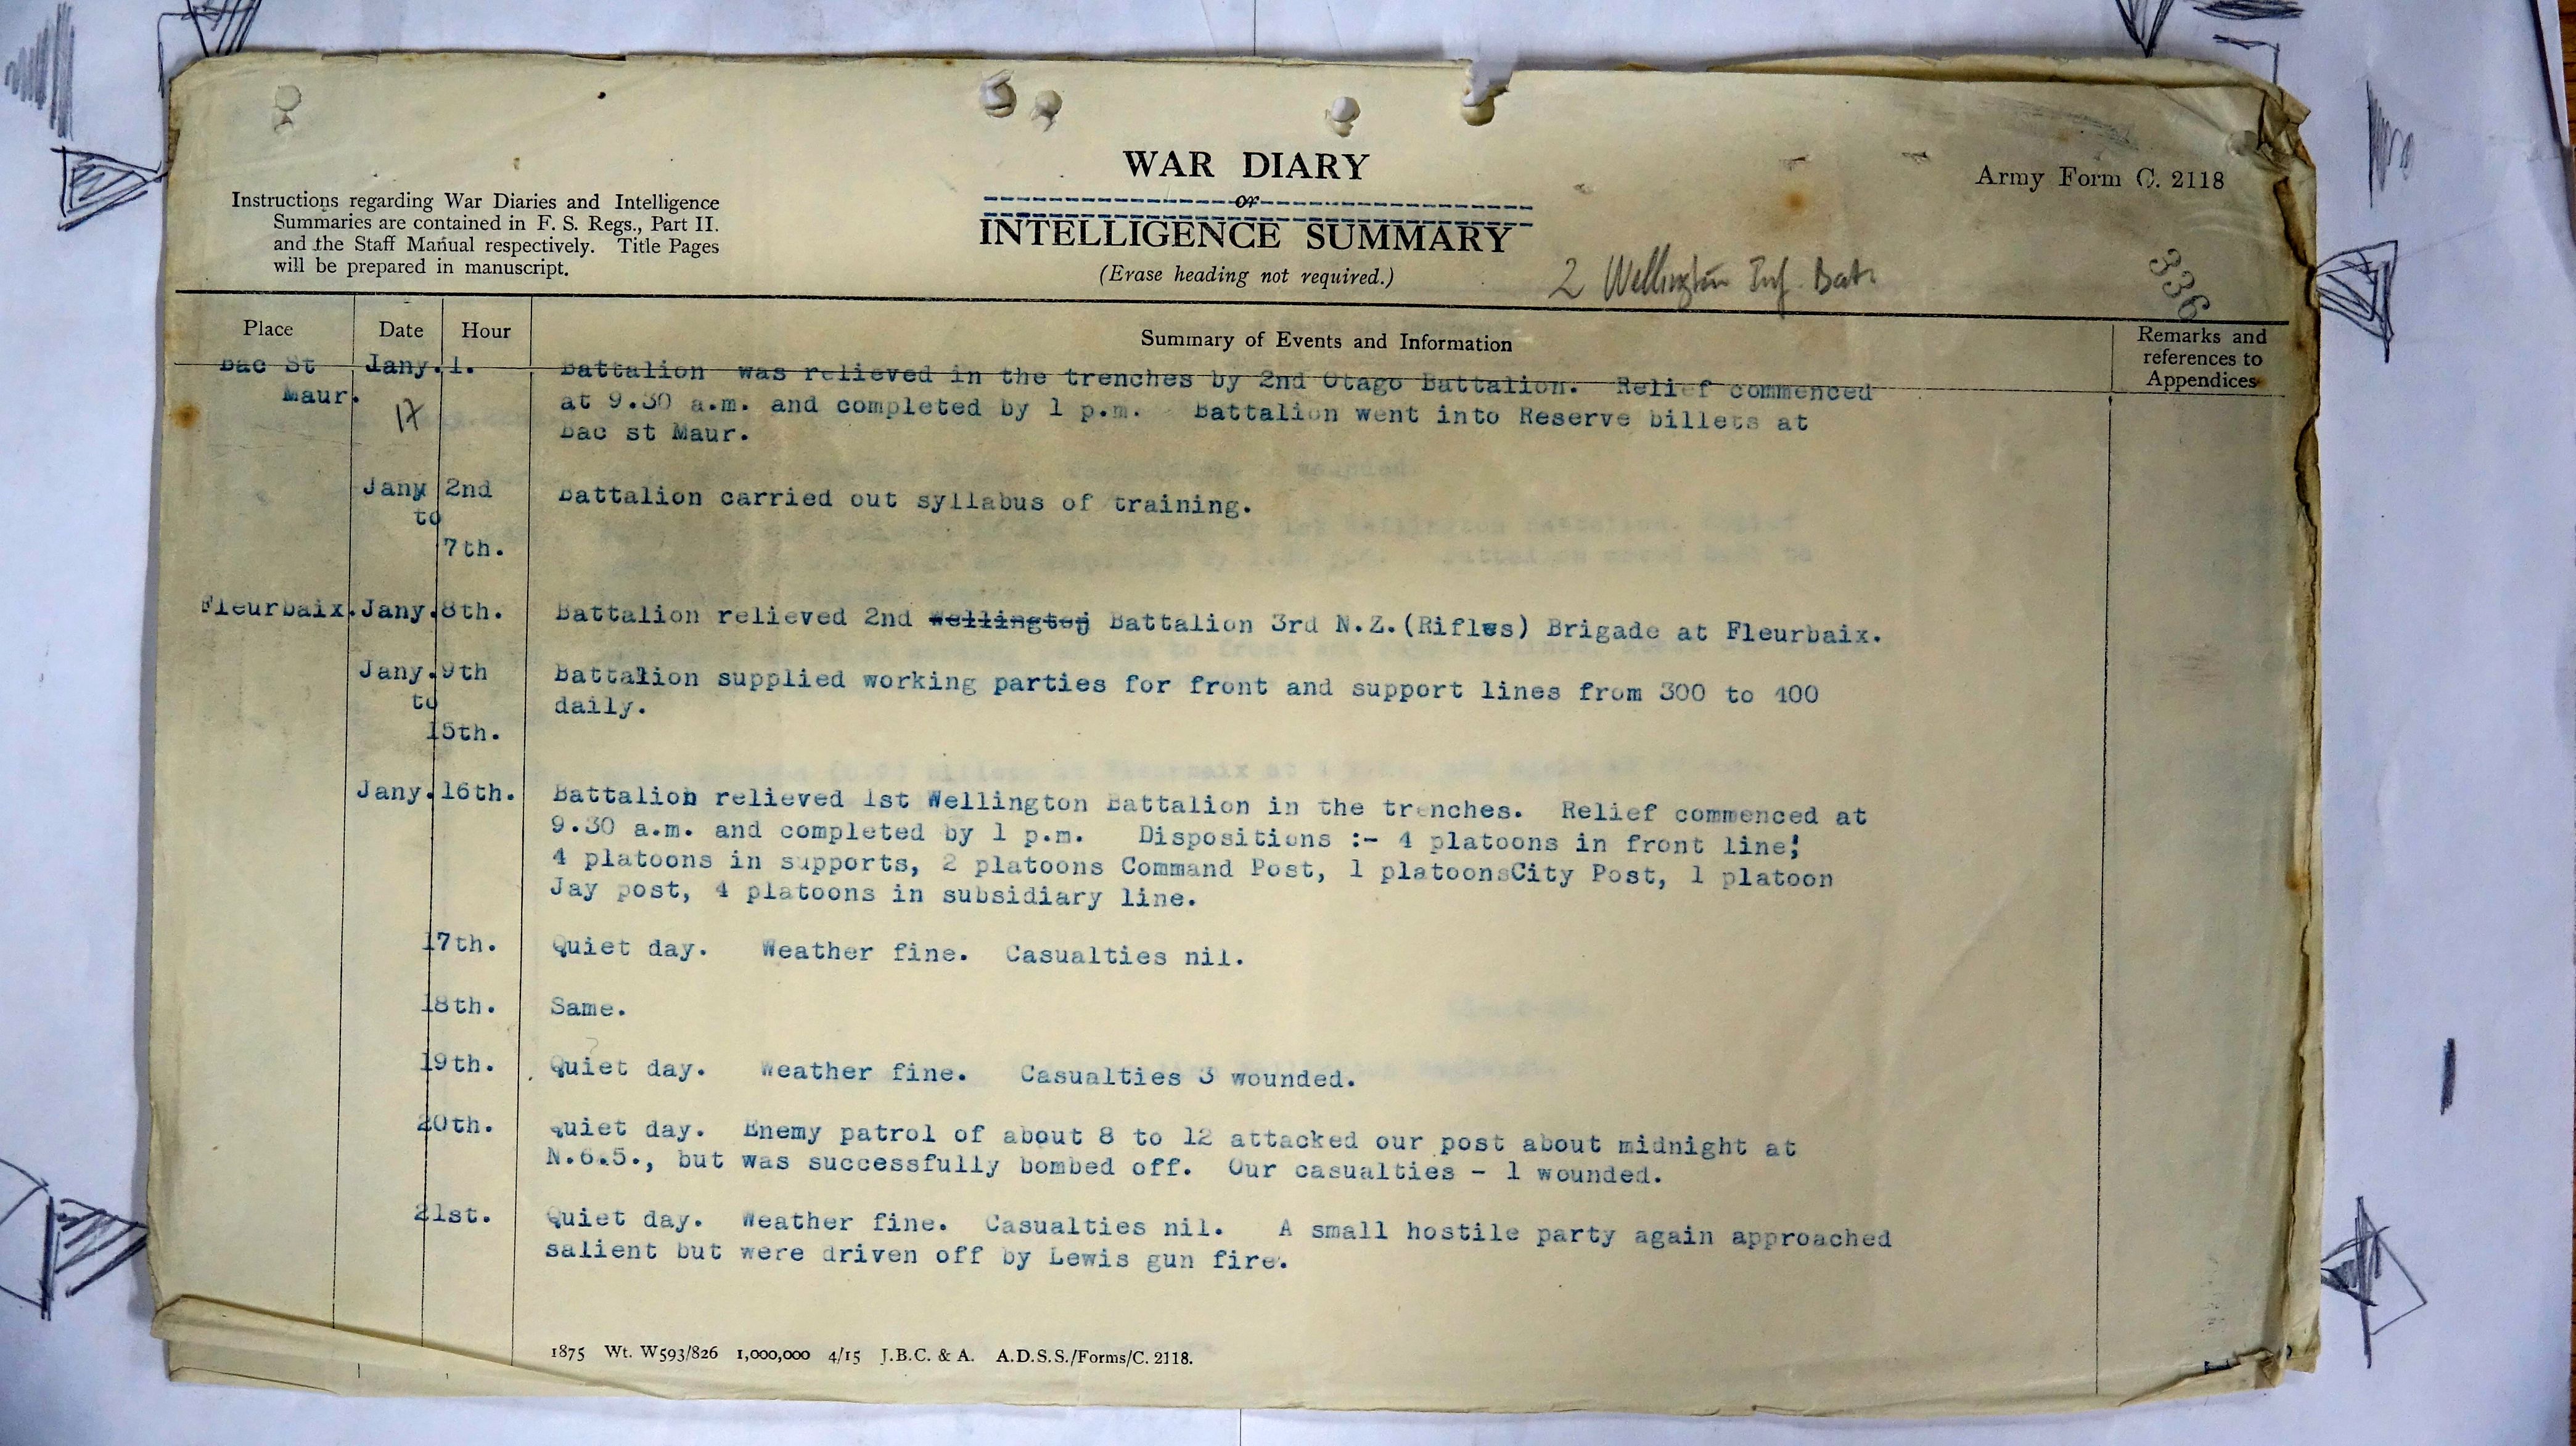 WAR DIARY
or
INTELLIGENCE SUMMARY
(Erase heading not required.)
Instructions regarding War Diaries and Intelligence
Summaries are contained in F. S. Regs., Part II.
and the Staff Manual respectively. Title Pages
will be prepared in manuscript.
Army Form C. 2118
2 Wellington Inf. Bat.
336
Place Date Hour Summary of Events and Information Remarks and
references to
Appendices
Bac St Jany. 1. Battalion was relieved in the trenches by 2nd Otago Battalion. Relief commenced
Maur. 17 at 9.30 a.m. and completed by 1 p.m. Battalion went into Reserve billets at
Bac st Maur.
Jany 2nd Battalion carried out syllabus of training.
to
7th.
Fleurbaix. Jany. 8th. Battalion relieved 2nd Wellingtoj Battalion 3rd N.Z.(Rifles) Brigade at Fleurbaix.
Jany. 9th Battalion supplied working parties for front and support lines from 300 to 400
to daily.
15th.
Jany. 16th. Battalion relieved 1st Wellington Battalion in the trenches. Relief commenced at
9.30 a.m. and completed by 1 p.m. Dispositions :- 4 platoons in front line;
4 platoons in supports, 2 platoons Command Post, 1 platoonsCity Post, 1 platoon
Jay post, 4 platoons in subsidiary line.
17th. Quiet day. Weather fine. Casualties nil.
18th. Same.
19th. Quiet day. Weather fine. Casualties 3 wounded.
20th. Quiet day. Enemy patrol of about 8 to 12 attacked our post about midnight at
N.6.5., but was successfully bombed off. Our casualties - 1 wounded.
21st. Quiet day. Weather fine. Casualties nil. A small hostile party again approached
salient but were driven off by Lewis gun fire.
1875 Wt. W593/826 1,000,000 4/15 J.B.C. & A. A.D.S.S./Forms/C. 2118.